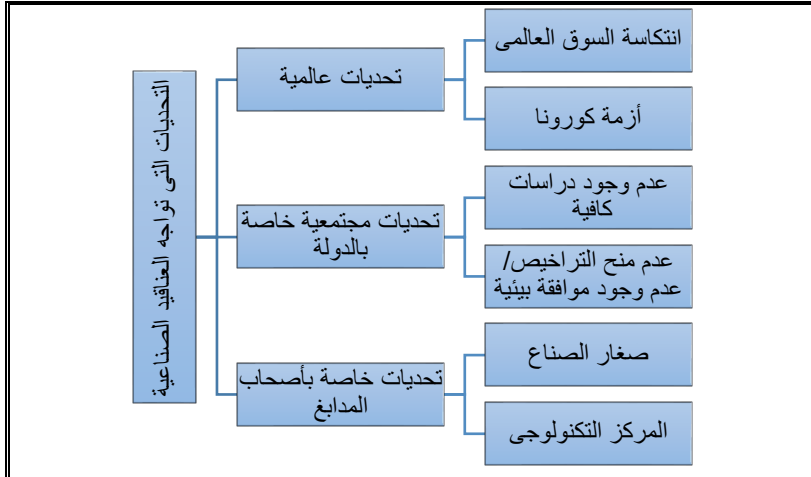 التحديات التى تواجه العناقيد الصناعية
تحديات عالمية
انتكاسة السوق العالمى
أزمة كورونا
تحديات مجتمعية خاصة
بالدولة
عدم وجود دراسات
كافية
عدم منح التراخيص/
عدم وجود موافقة بيئية
تحديات خاصة بأصحاب
المدابغ
صغار الصناع
المركز التكنولوجى